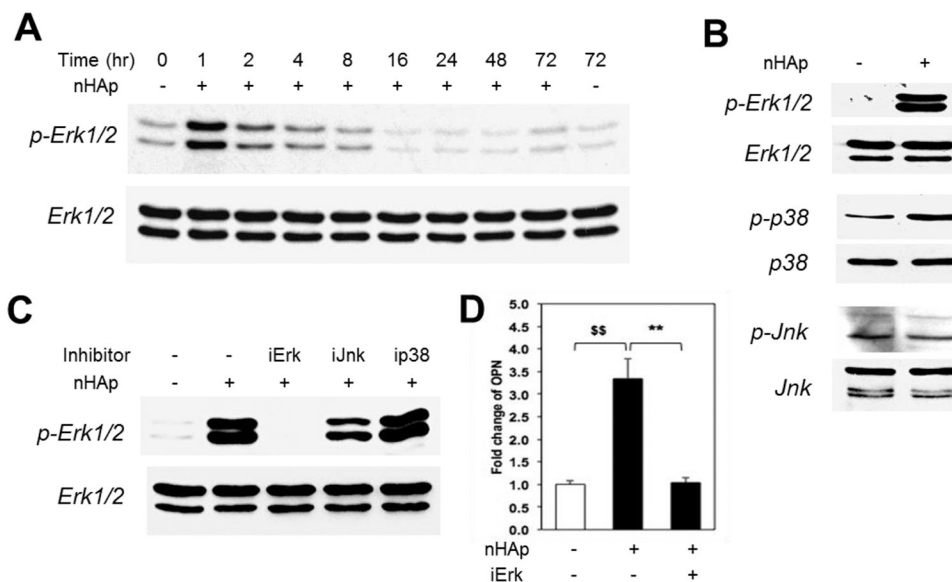 A
Time (hr) 0 1 2 4 8 16 24 48 72 72
nHAp - + + + + + + + + -
p-Erk1/2
Erk1/2
B
nHAp - +
p-Erk1/2
Erk1/2
p-p38
p38
p-Jnk
Jnk
C
Inhibitor - - iErk iJnk ip38
nHAp - + + + +
p-Erk1/2
Erk1/2
D
Fold change of OPN
5.0
4.5
4.0
3.5
3.0
2.5
2.0
1.5
1.0
0.5
0.0
$$ **
nHAp - + +
iErk - - +